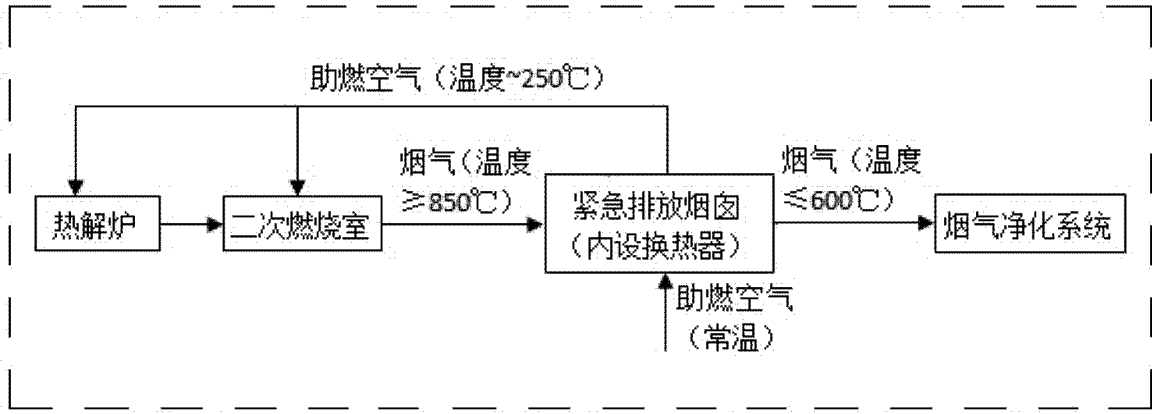 助燃空气（温度~250℃）
烟气（温度
≥850℃）
烟气（温度
≤600℃）
热解炉
二次燃烧室
紧急排放烟囱
（内设换热器）
烟气净化系统
助燃空气
（常温）